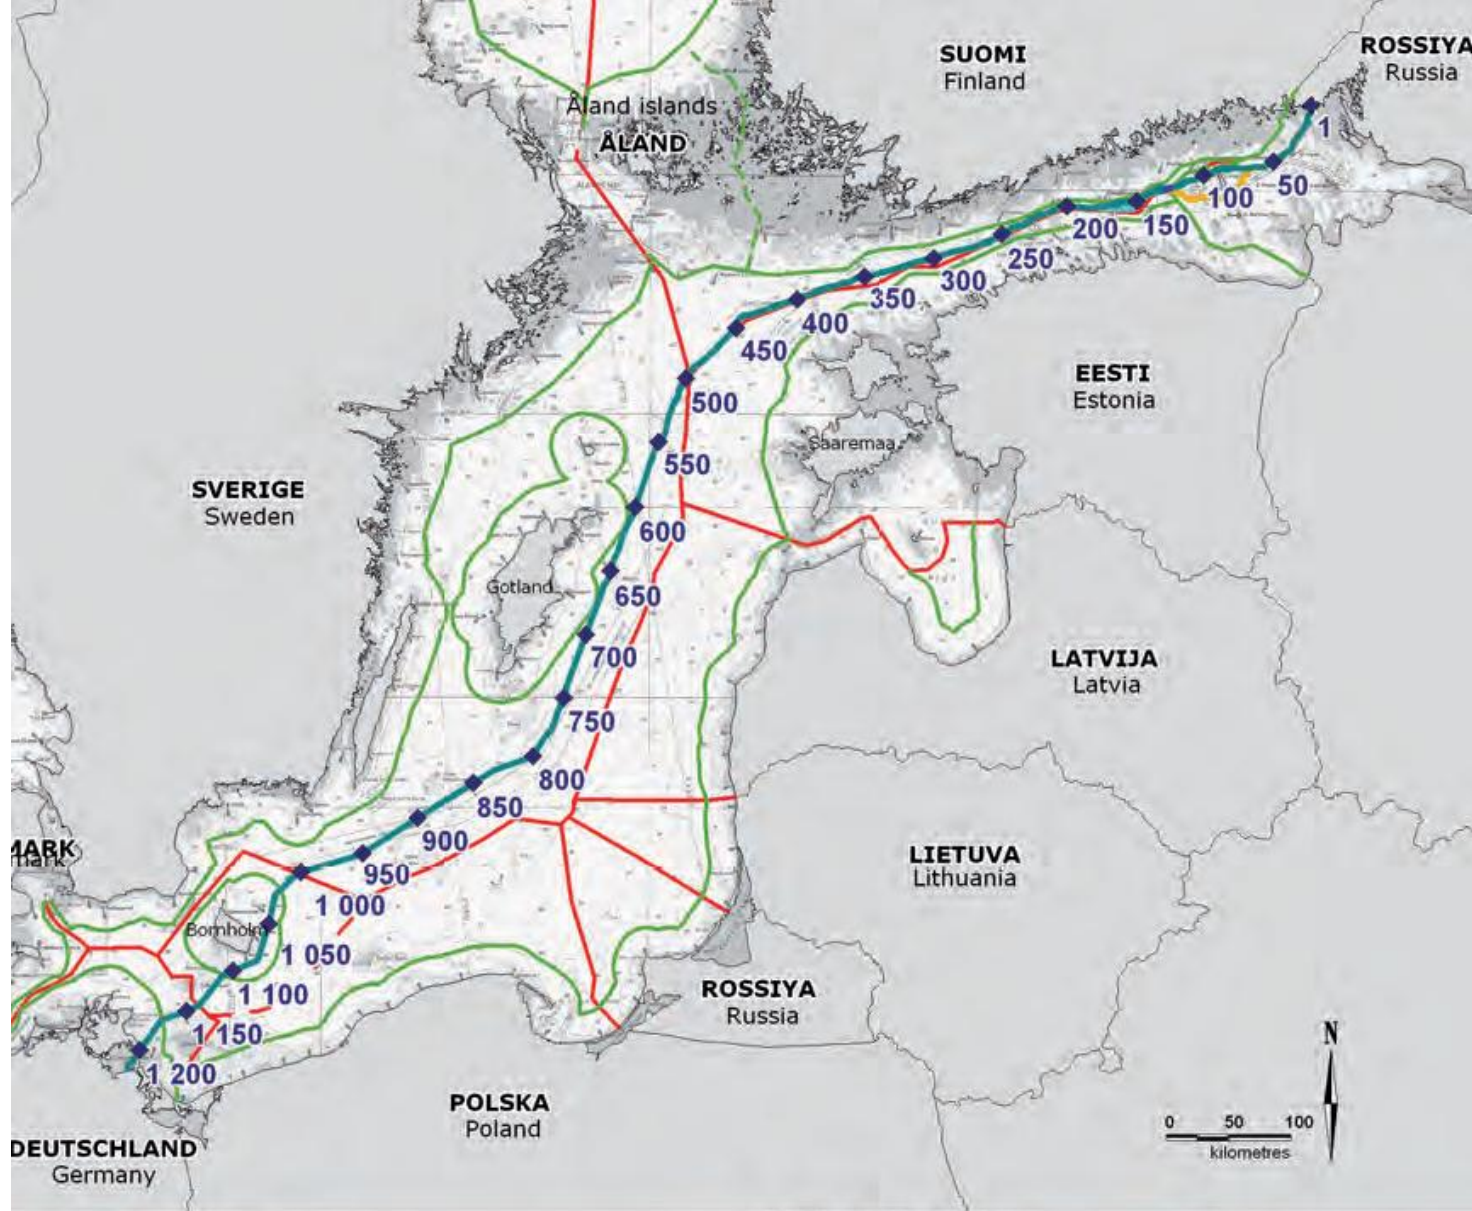 SUOMI
Finland
ROSSIYA
Russia
Åland islands
ÅLAND
1
50
100
150
200
250
300
350
400
450
500
550
600
650
700
750
800
850
900
950
1 000
1 050
1 100
1 150
1 200
EESTI
Estonia
Saaremaa
SVERIGE
Sweden
Gotland
LATVIJA
Latvia
MARK
mark
LIETUVA
Lithuania
Bornholm
ROSSIYA
Russia
POLSKA
Poland
DEUTSCHLAND
Germany
N
0 50 100
kilometres